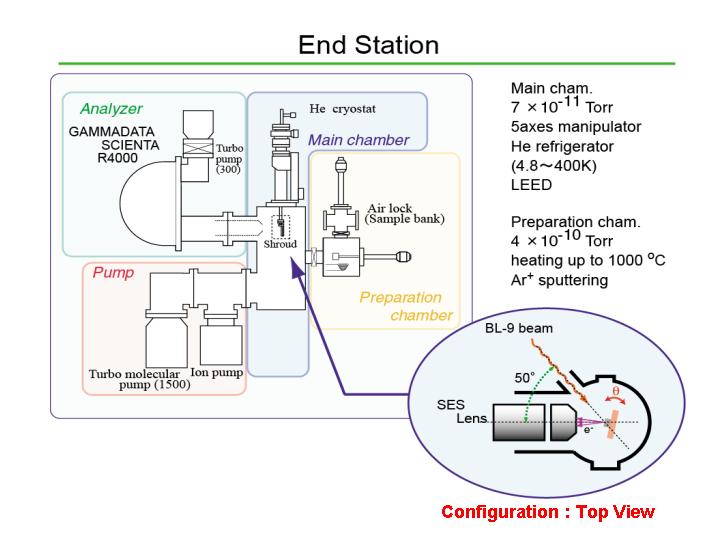 End Station
Analyzer
GAMMADATA
SCIENTA
R4000
Turbo
pump
(300)
He cryostat
Main chamber
Air lock
(Sample bank)
Shroud
Pump
Preparation
chamber
Turbo molecular
pump (1500)
Ion pump
Main cham.
7 ×10⁻¹¹ Torr
5axes manipulator
He refrigerator
(4.8～400K)
LEED
Preparation cham.
4 ×10⁻¹⁰ Torr
heating up to 1000 ºC
Ar⁺ sputtering
BL-9 beam
50°
θ
SES
Lens
e⁻
Configuration : Top View